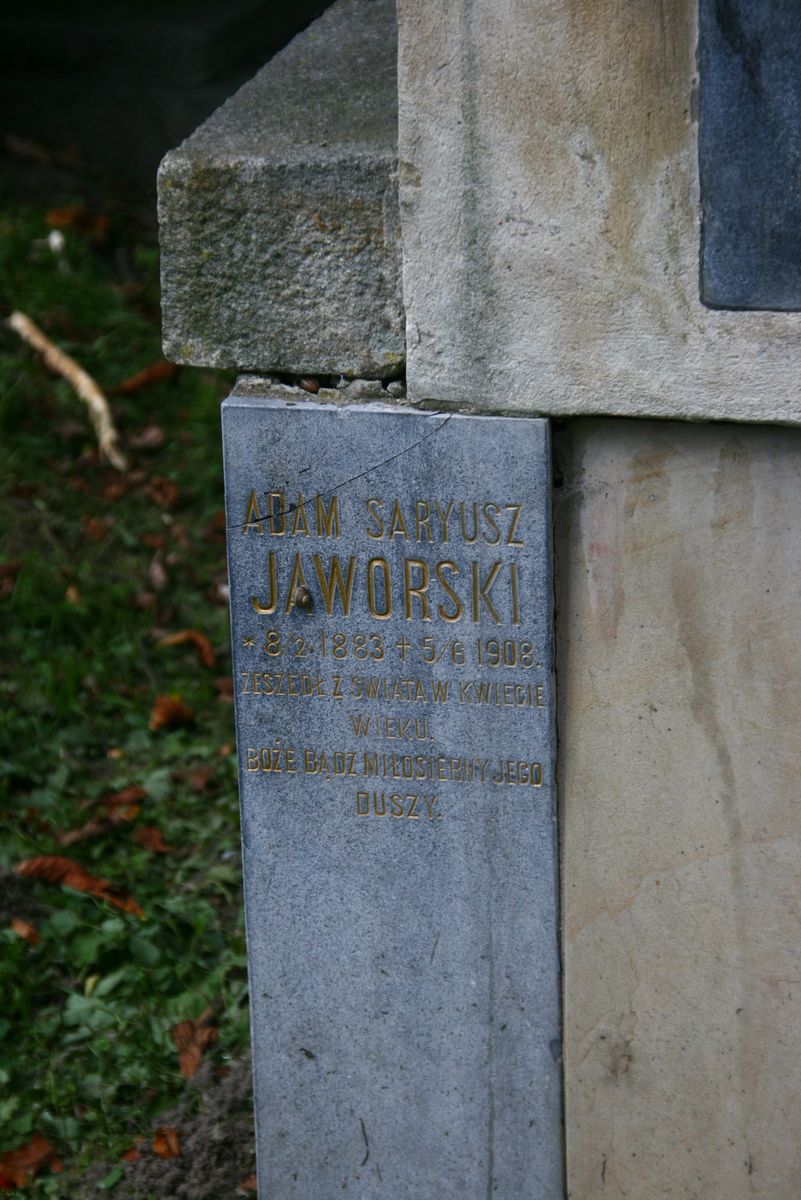 ADAM SARYUSZ
JAWORSKI
* 8/2 1883 ✝ 5/6 1908.
ZESZEDŁ Z ŚWIATA W KWIECIE
WIEKU.
BOŻE BĄDŹ MIŁOSIERNY JEGO
DUSZY.